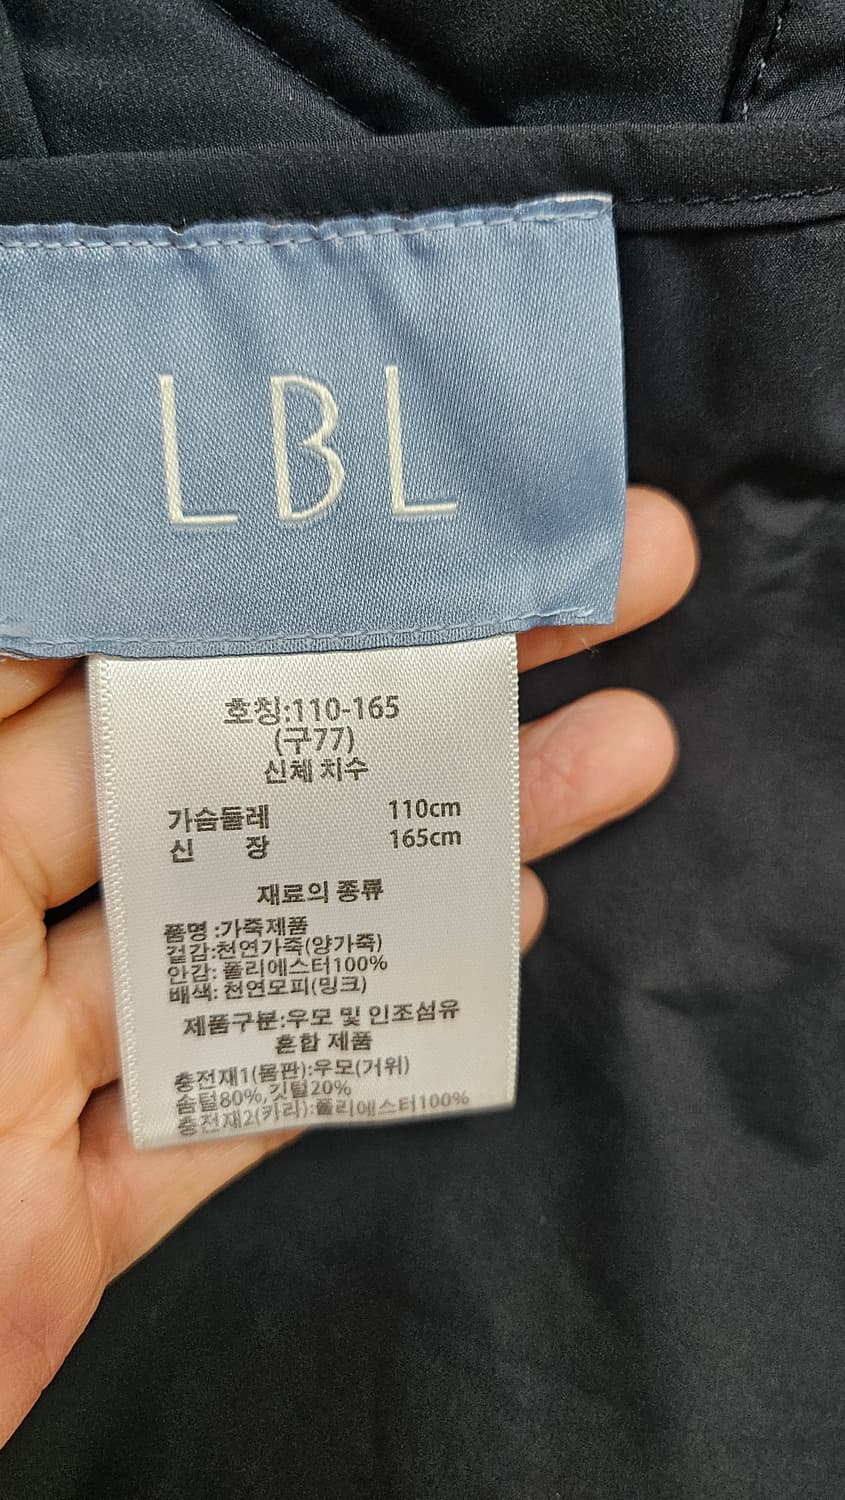 LBL
호칭:110-165
(구77)
신체 치수
가슴둘레 110cm
신 장 165cm
재료의 종류
품명 :가죽제품
겉감:천연가죽(양가죽)
안감: 폴리에스터100%
배색: 천연모피(밍크)
제품구분:우모 및 인조섬유
혼합 제품
충전재1(몸판):우모(거위)
솜털80%,깃털20%
충전재2(카라):폴리에스터100%